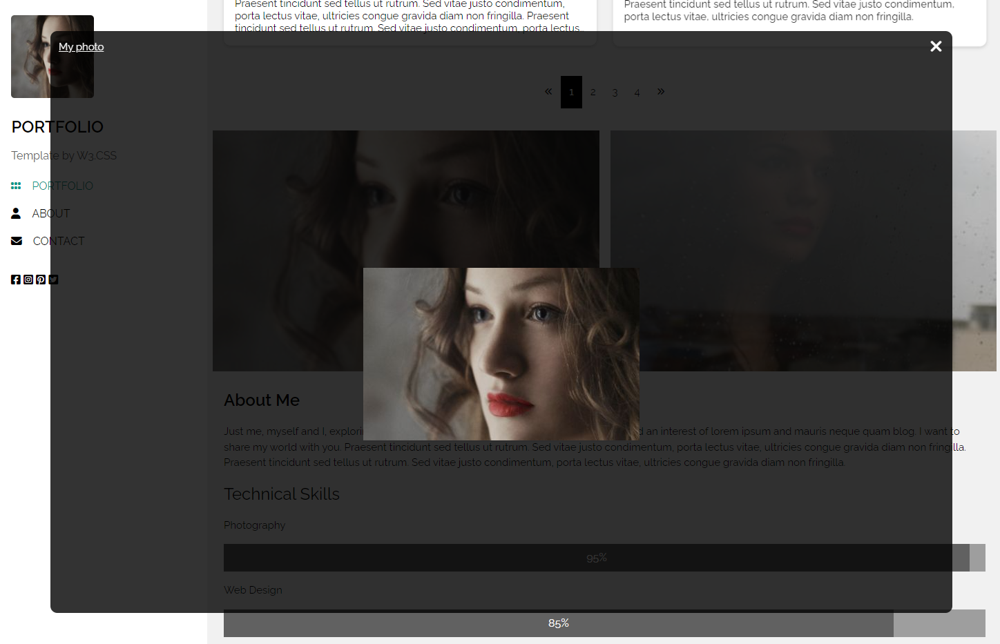 Praesent tincidunt sed tellus ut rutrum. Sed vitae justo condimentum,
porta lectus vitae, ultricies congue gravida diam non fringilla. Praesent
tincidunt sed tellus ut rutrum. Sed vitae justo condimentum, porta lectus...
Praesent tincidunt sed tellus ut rutrum. Sed vitae justo condimentum,
porta lectus vitae, ultricies congue gravida diam non fringilla.
My photo
PORTFOLIO
Template by W3.CSS
PORTFOLIO
ABOUT
CONTACT
« 1 2 3 4 »
About Me
Just me, myself and I, explori
d an interest of lorem ipsum and mauris neque quam blog. I want to
share my world with you. Praesent tincidunt sed tellus ut rutrum. Sed vitae justo condimentum, porta lectus vitae, ultricies congue gravida diam non fringilla.
Praesent tincidunt sed tellus ut rutrum. Sed vitae justo condimentum, porta lectus vitae, ultricies congue gravida diam non fringilla.
Technical Skills
Photography
95%
Web Design
85%